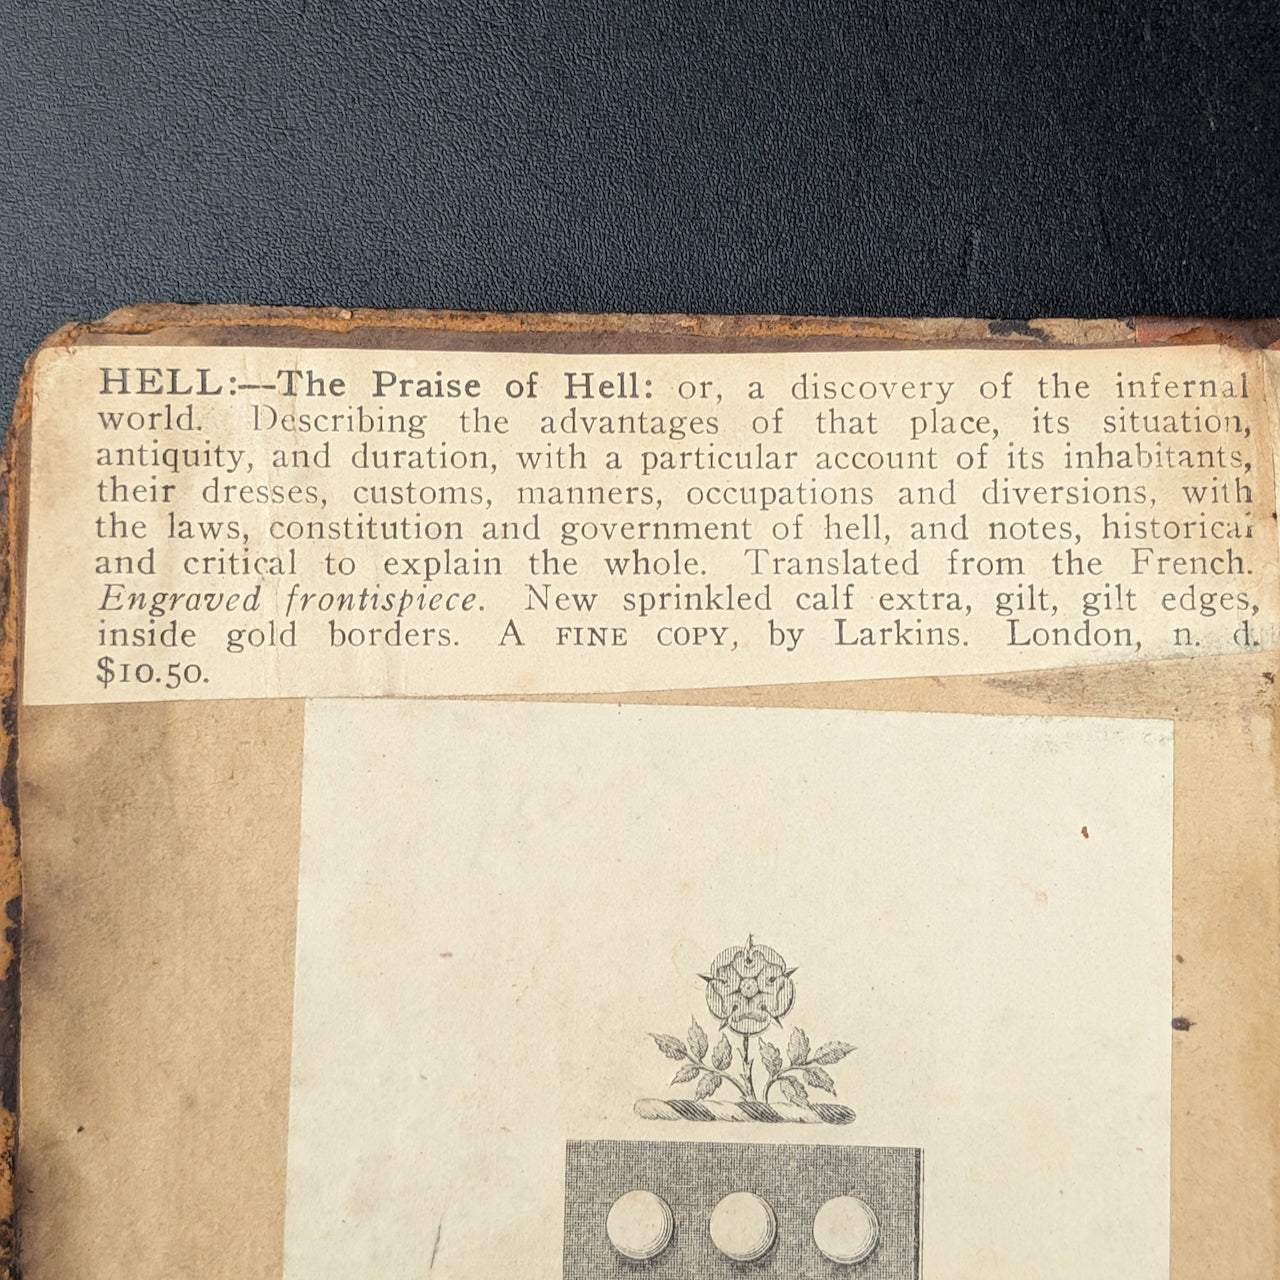 HELL:—The Praise of Hell: or, a discovery of the infernal
world. Describing the advantages of that place, its situation,
antiquity, and duration, with a particular account of its inhabitants,
their dresses, customs, manners, occupations and diversions, with
the laws, constitution and government of hell, and notes, historical
and critical to explain the whole. Translated from the French.
Engraved frontispiece. New sprinkled calf extra, gilt, gilt edges,
inside gold borders. A FINE COPY, by Larkins. London, n. d.
$10.50.